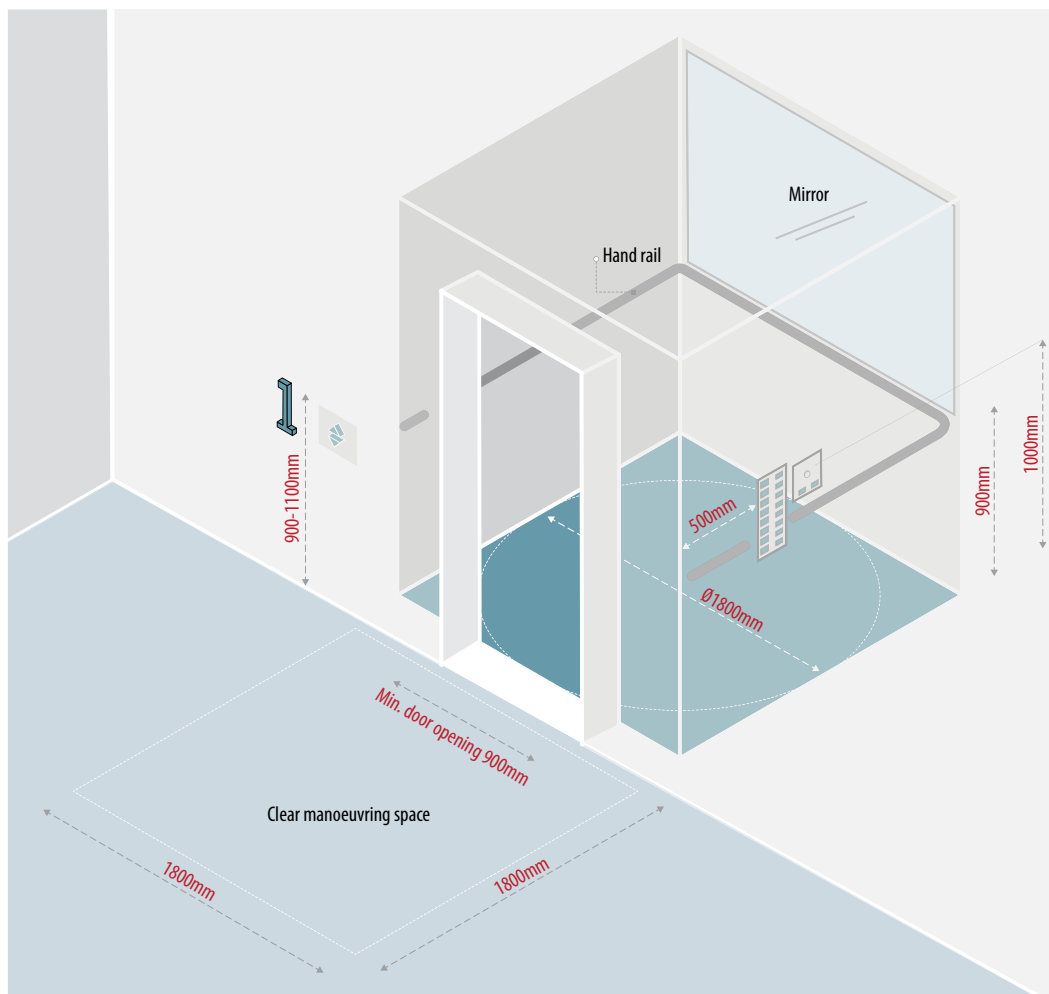 Mirror
Hand rail
900-1100mm
500mm
Ø1800mm
900mm
1000mm
Min. door opening 900mm
Clear manoeuvring space
1800mm
1800mm